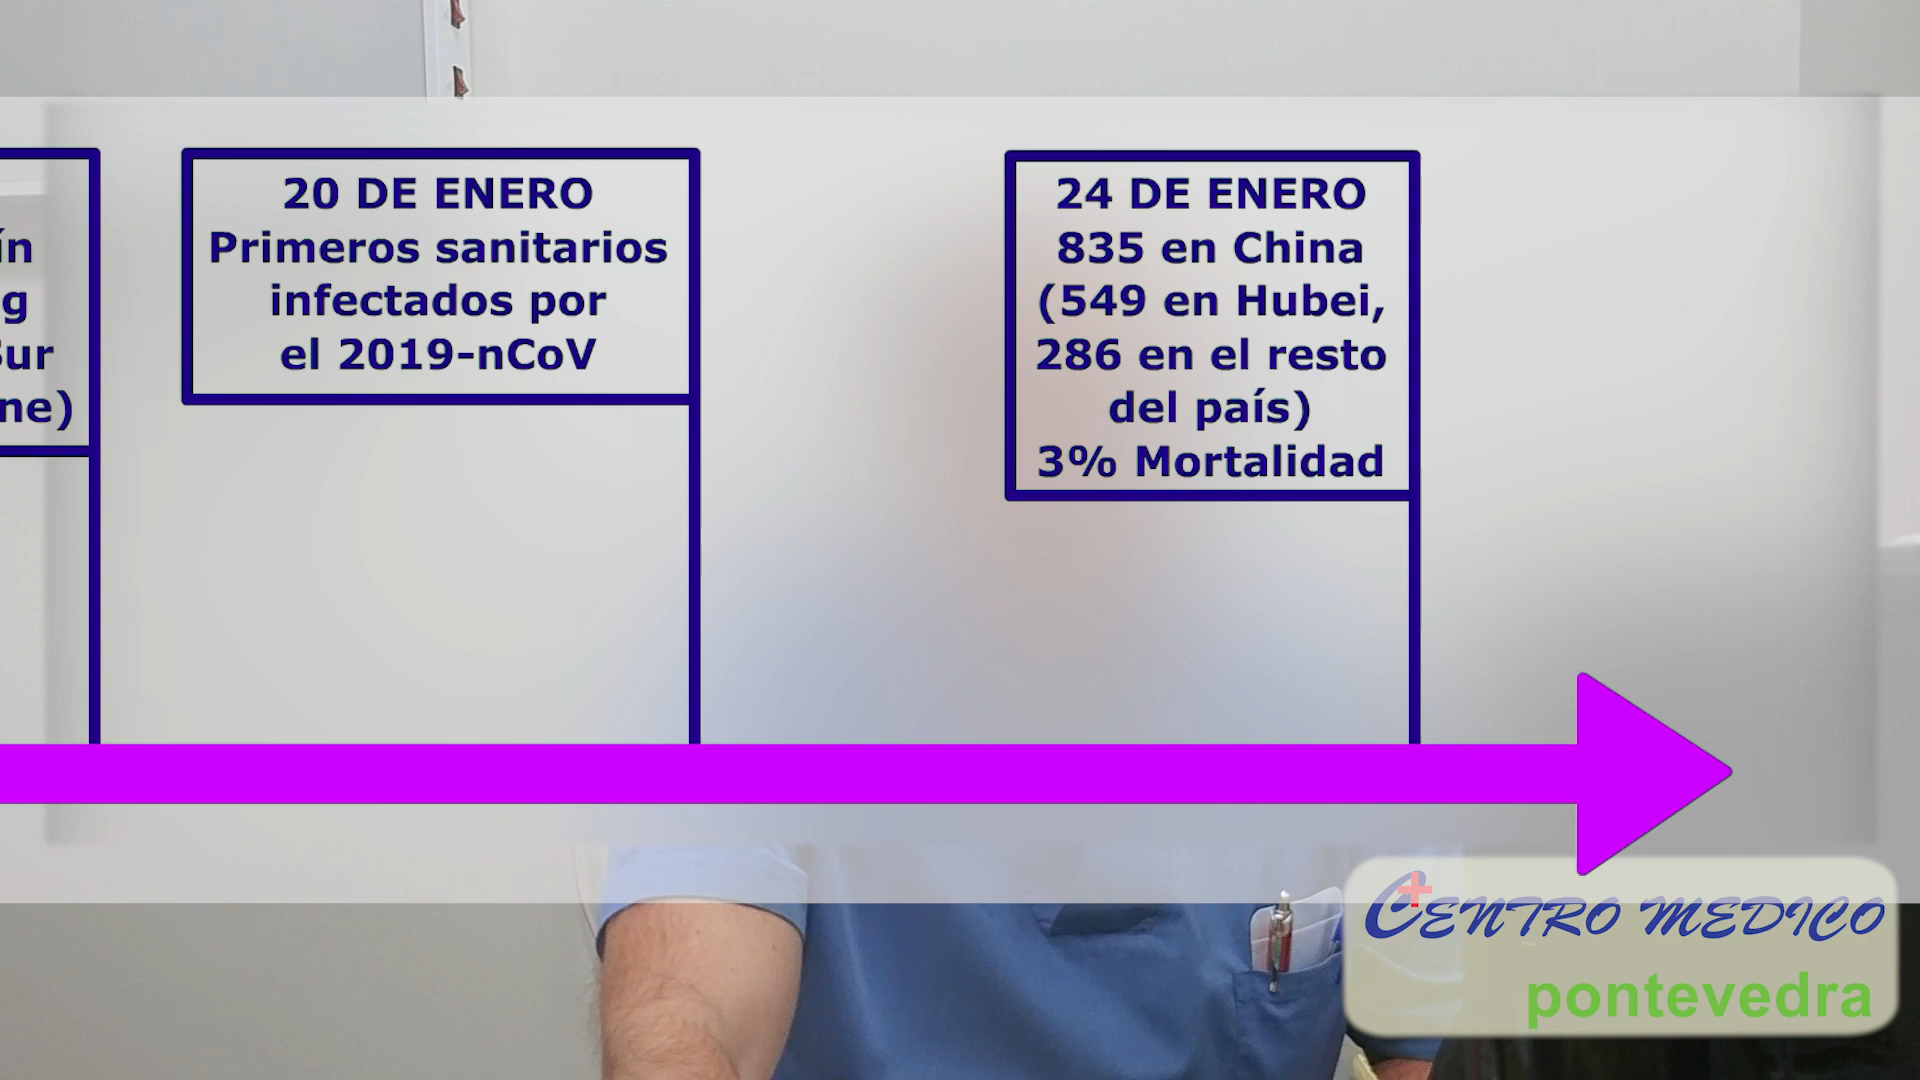 20 DE ENERO
Primeros sanitarios
infectados por
el 2019-nCoV
24 DE ENERO
835 en China
(549 en Hubei,
286 en el resto
del país)
3% Mortalidad
CENTRO MEDICO
pontevedra